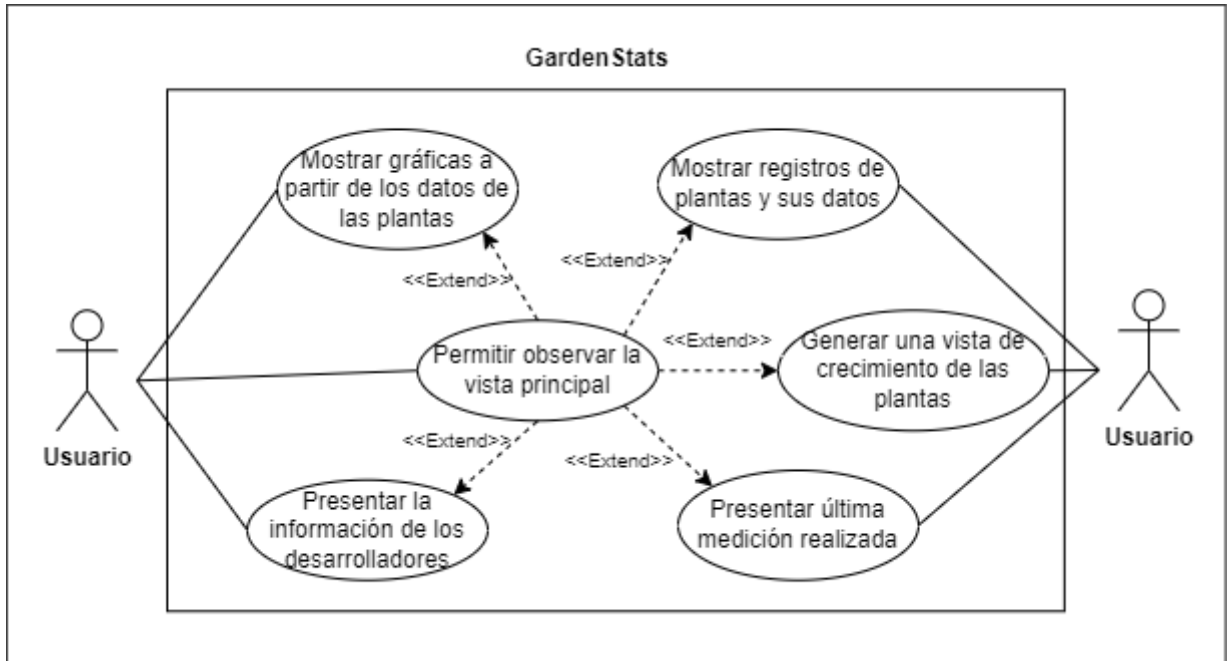 GardenStats
Mostrar gráficas a
partir de los datos de
las plantas
Mostrar registros de
plantas y sus datos
<<Extend>>
<<Extend>>
Permitir observar la
vista principal
<<Extend>>
Generar una vista de
crecimiento de las
plantas
Usuario
Usuario
<<Extend>>
<<Extend>>
Presentar la
información de los
desarrolladores
Presentar última
medición realizada